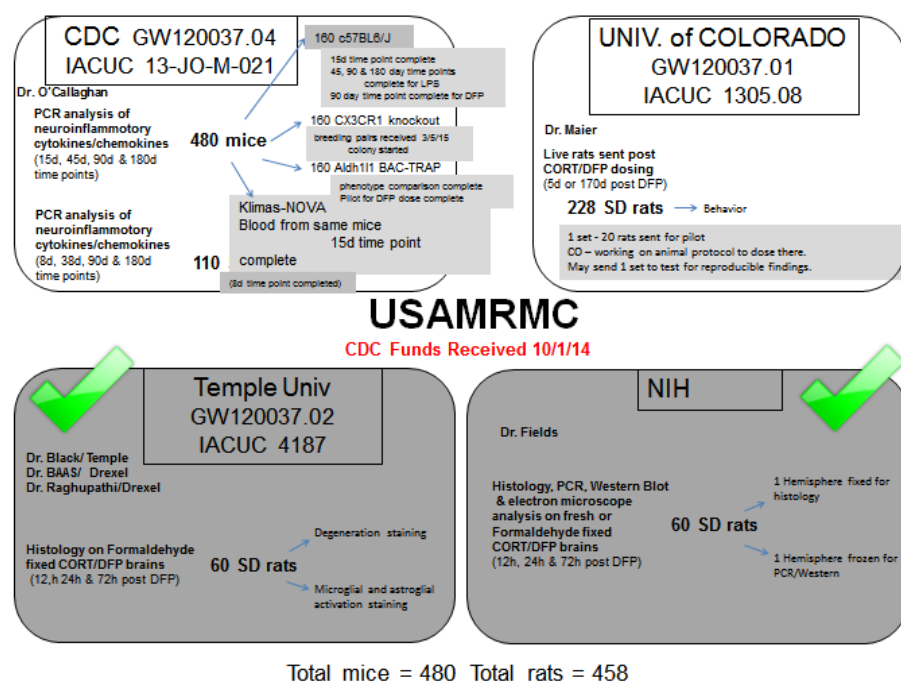 CDC GW120037.04
IACUC 13-JO-M-021
Dr. O'Callaghan
PCR analysis of
neuroinflammotory
cytokines/chemokines
(15d, 45d, 90d & 180d
time points)
480 mice
160 c57BL6/J
15d time point complete
45, 90 & 180 day time points
complete for LPS
90 day time point complete for DFP
160 CX3CR1 knockout
breeding pairs received 3/5/15
colony started
160 Aldh1l1 BAC-TRAP
phenotype comparison complete
Pilot for DFP dose complete
Klimas-NOVA
Blood from same mice
15d time point
complete
PCR analysis of
neuroinflammatory
cytokines/chemokines
(8d, 38d, 90d & 180d
time points)
110
(8d time point completed)
UNIV. of COLORADO
GW120037.01
IACUC 1305.08
Dr. Maier
Live rats sent post
CORT/DFP dosing
(5d or 170d post DFP)
228 SD rats
Behavior
1 set - 20 rats sent for pilot
CO – working on animal protocol to dose there.
May send 1 set to test for reproducible findings.
USAMRMC
CDC Funds Received 10/1/14
Temple Univ
GW120037.02
IACUC 4187
Dr. Black/ Temple
Dr. BAAS/ Drexel
Dr. Raghupathi/Drexel
Histology on Formaldehyde
fixed CORT/DFP brains
(12,h 24h & 72h post DFP)
60 SD rats
Degeneration staining
Microglial and astroglial
activation staining
NIH
Dr. Fields
Histology, PCR, Western Blot
& electron microscope
analysis on fresh or
Formaldehyde fixed
CORT/DFP brains
(12h, 24h & 72h post DFP)
60 SD rats
1 Hemisphere fixed for
histology
1 Hemisphere frozen for
PCR/Western
Total mice = 480 Total rats = 458